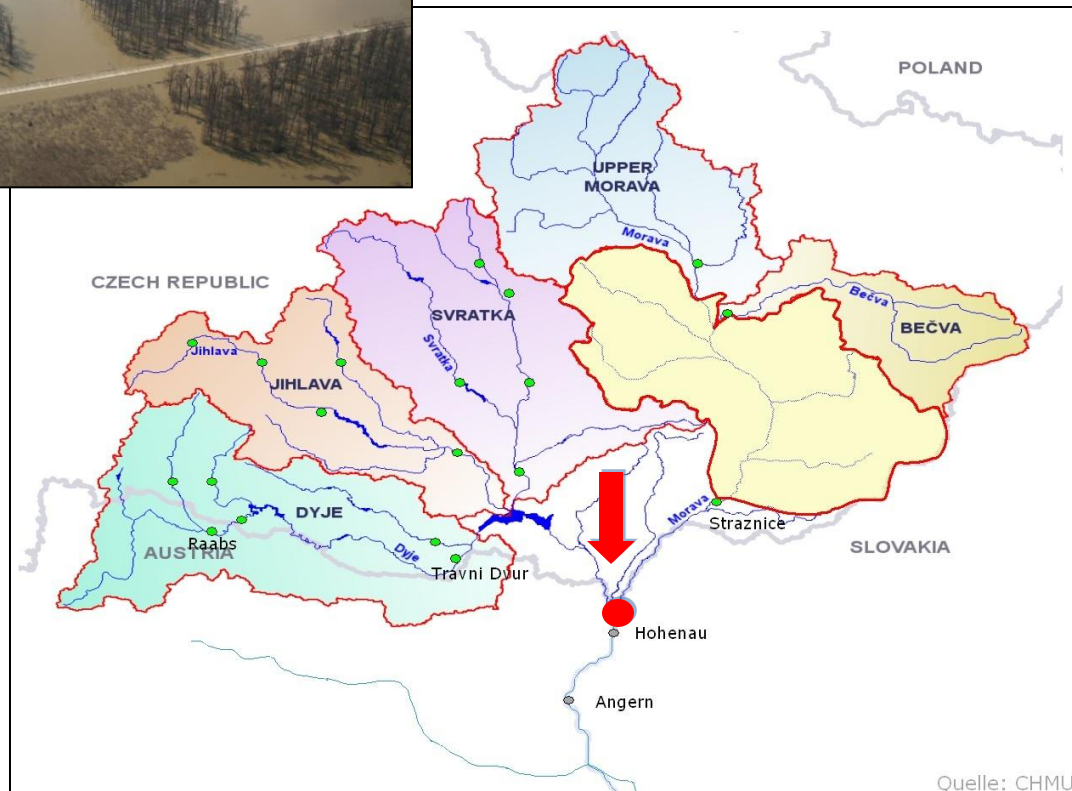 POLAND
UPPER
MORAVA
Morava
CZECH REPUBLIC
Bečva
SVRATKA
BEČVA
Svratka
Jihlava
JIHLAVA
DYJE
Morava
Straznice
Raabs
AUSTRIA
Dyje
SLOVAKIA
Travni Dvur
Hohenau
Angern
Quelle: CHMU